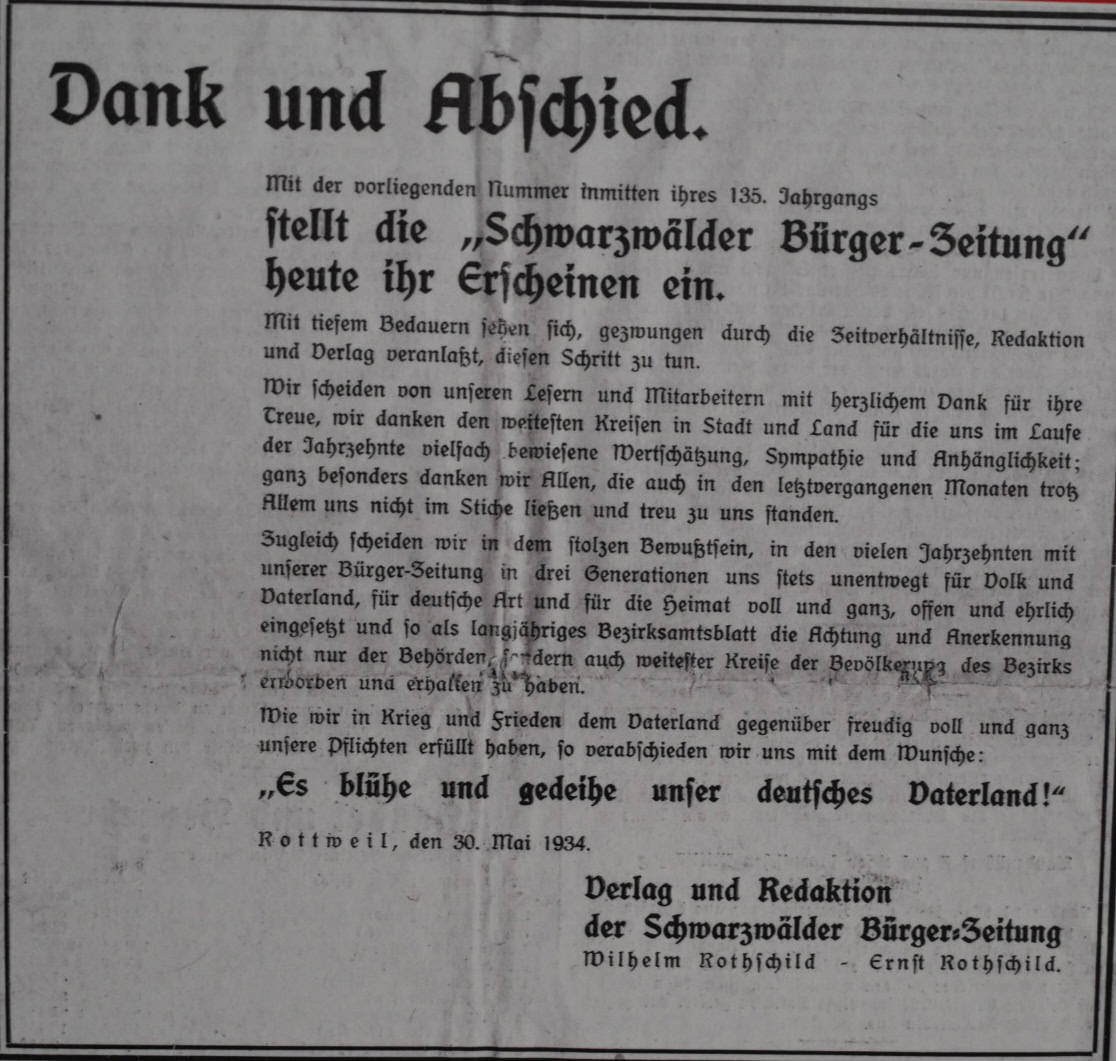 Dank und Abschied.
Mit der vorliegenden Nummer inmitten ihres 135. Jahrgangs
stellt die „Schwarzwälder Bürger-Zeitung“
heute ihr Erscheinen ein.
Mit tiefem Bedauern sehen sich, gezwungen durch die Zeitverhältnisse, Redaktion
und Verlag veranlaßt, diesen Schritt zu tun.
Wir scheiden von unseren Lesern und Mitarbeitern mit herzlichem Dank für ihre
Treue, wir danken den weitesten Kreisen in Stadt und Land für die uns im Laufe
der Jahrzehnte vielfach bewiesene Wertschätzung, Sympathie und Anhänglichkeit;
ganz besonders danken wir Allen, die auch in den letztvergangenen Monaten trotz
Allem uns nicht im Stiche ließen und treu zu uns standen.
Zugleich scheiden wir in dem stolzen Bewußtsein, in den vielen Jahrzehnten mit
unserer Bürger-Zeitung in drei Generationen uns stets unentwegt für Volk und
Vaterland, für deutsche Art und für die Heimat voll und ganz, offen und ehrlich
eingesetzt und so als langjähriges Bezirksamtsblatt die Achtung und Anerkennung
nicht nur der Behörden, sondern auch weitester Kreise der Bevölkerung des Bezirks
erworben und erhalten zu haben.
Wie wir in Krieg und Frieden dem Vaterland gegenüber freudig voll und ganz
unsere Pflichten erfüllt haben, so verabschieden wir uns mit dem Wunsche:
„Es blühe und gedeihe unser deutsches Vaterland!“
Rottweil, den 30. Mai 1934.
Verlag und Redaktion
der Schwarzwälder Bürger-Zeitung
Wilhelm Rothschild - Ernst Rothschild.